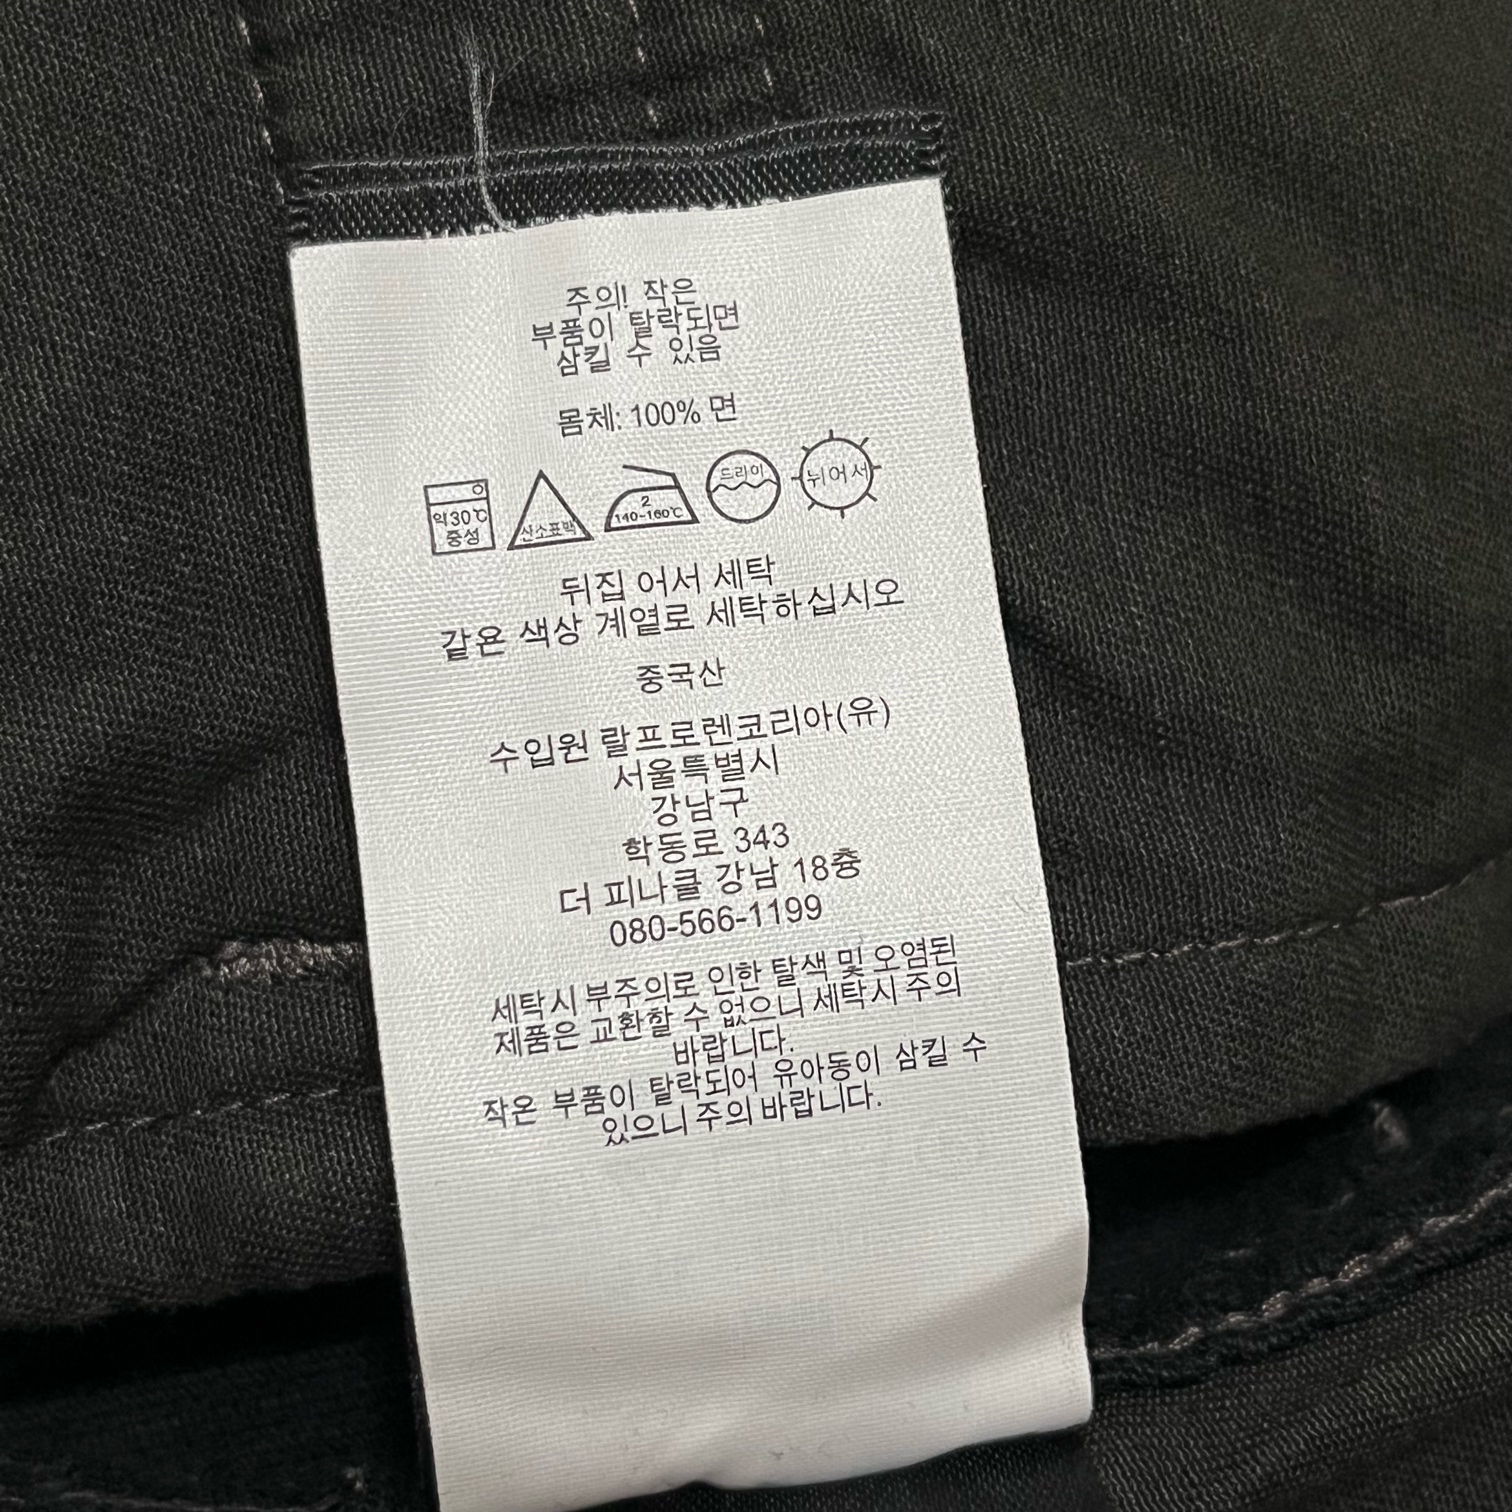 주의! 작은
부품이 탈락되면
삼킬 수 있음
몸체: 100% 면
약30℃
중성
산소표백
2
140~160℃
드라이
뉘어서
뒤집 어서 세탁
같은 색상 계열로 세탁하십시오
중국산
수입원 랄프로렌코리아(유)
서울특별시
강남구
학동로 343
더 피나클 강남 18층
080-566-1199
세탁시 부주의로 인한 탈색 및 오염된
제품은 교환할 수 없으니 세탁시 주의
바랍니다.
작은 부품이 탈락되어 유아동이 삼킬 수
있으니 주의 바랍니다.